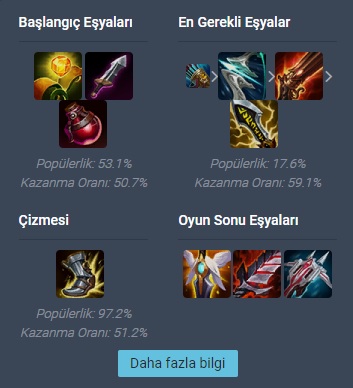 Başlangıç Eşyaları
En Gerekli Eşyalar
Popülerlik: 53.1%
Kazanma Oranı: 50.7%
Popülerlik: 17.6%
Kazanma Oranı: 59.1%
Çizmesi
Oyun Sonu Eşyaları
Popülerlik: 97.2%
Kazanma Oranı: 51.2%
Daha fazla bilgi